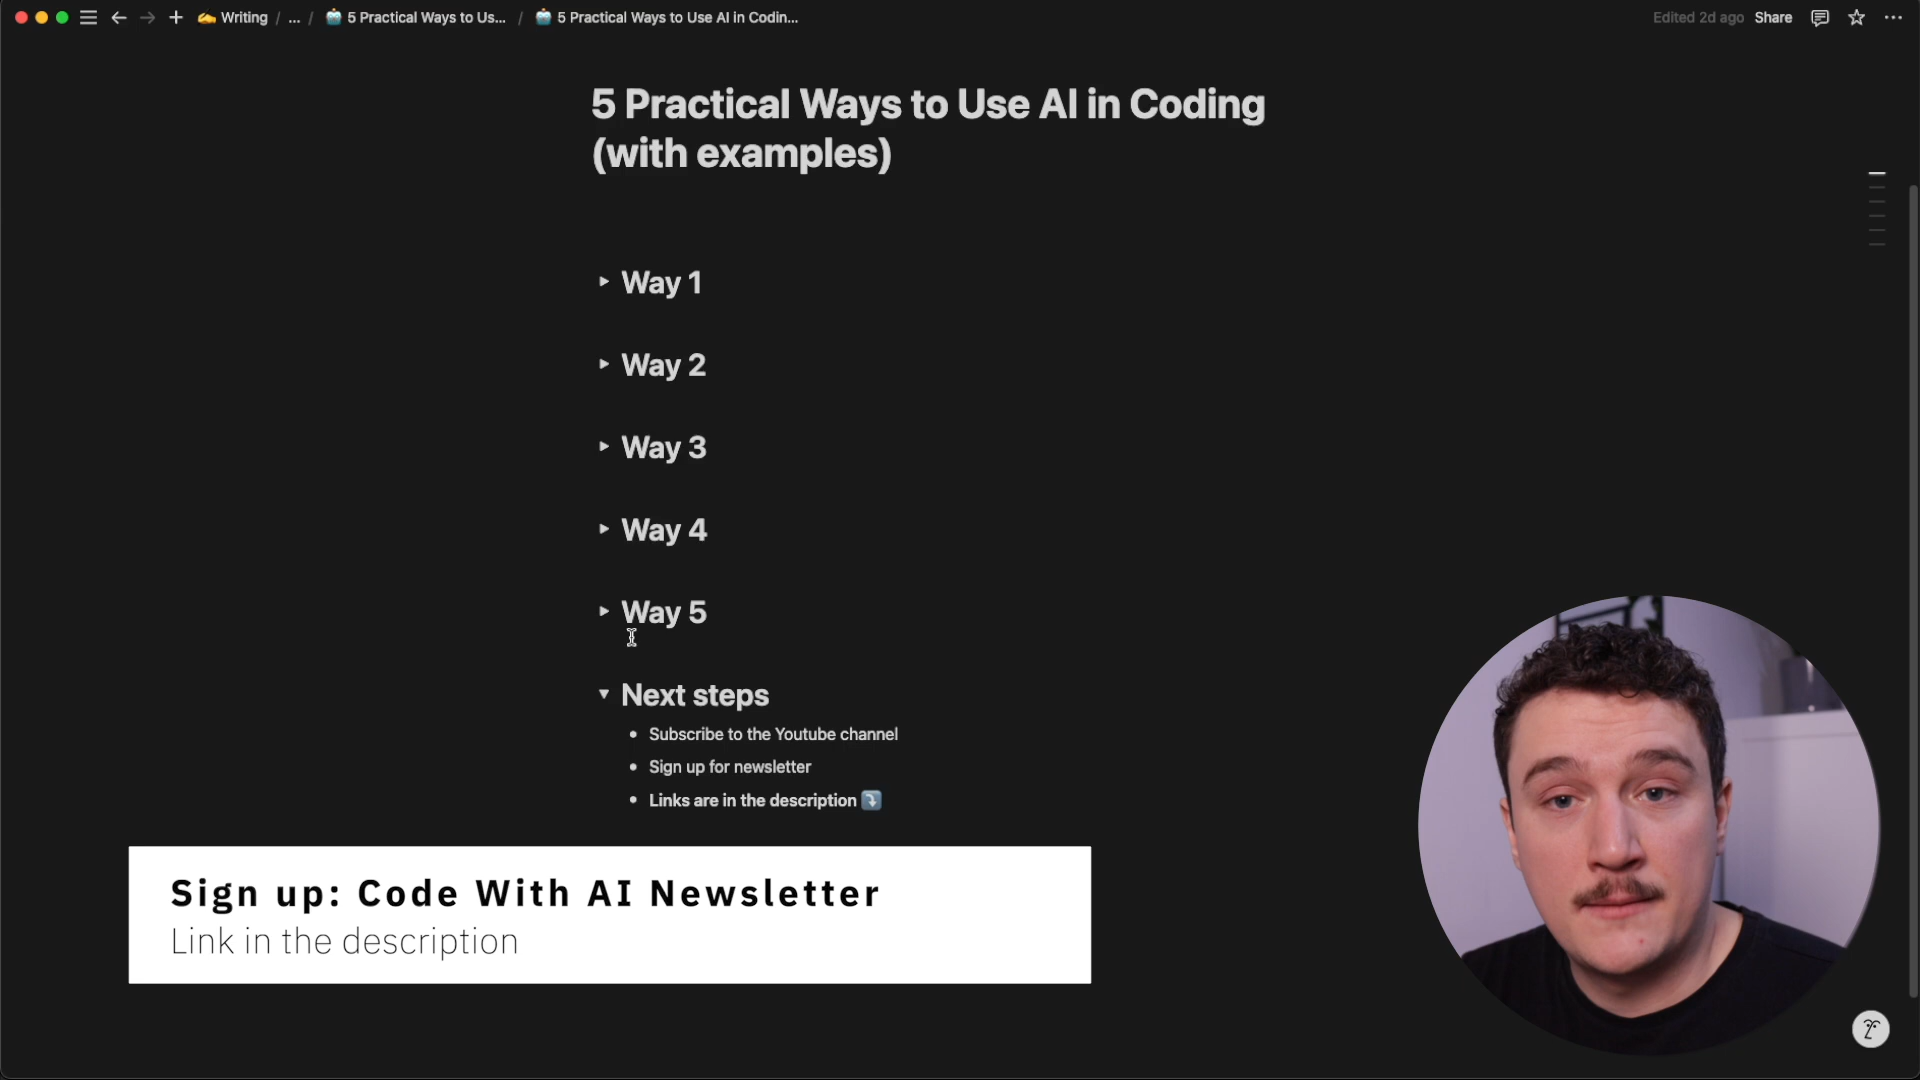 Writing / ... / 5 Practical Ways to Us... / 5 Practical Ways to Use AI in Codin...
Edited 2d ago Share
5 Practical Ways to Use AI in Coding
(with examples)
Way 1
Way 2
Way 3
Way 4
Way 5
Next steps
• Subscribe to the Youtube channel
• Sign up for newsletter
• Links are in the description
Sign up: Code With AI Newsletter
Link in the description